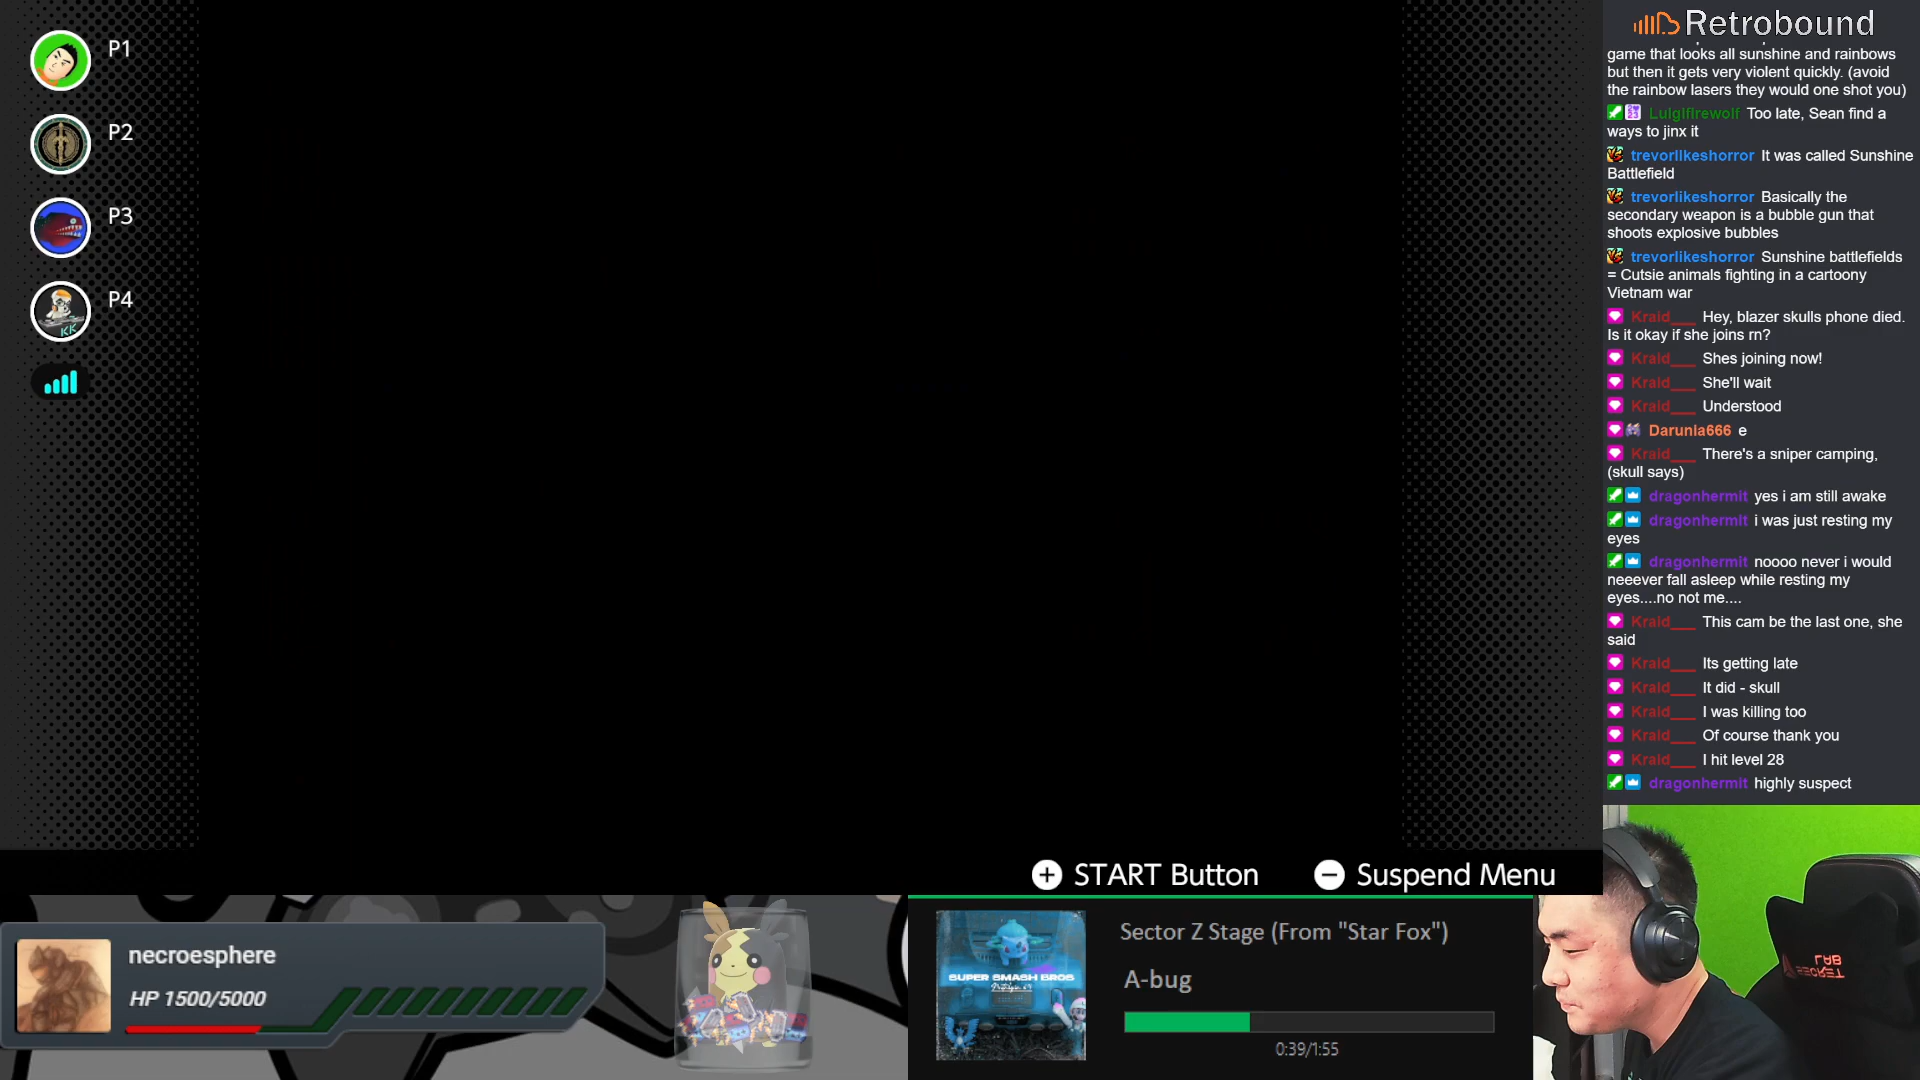 P1
P2
P3
P4
START Button
Suspend Menu
Retrobound
game that looks all sunshine and rainbows
but then it gets very violent quickly. (avoid
the rainbow lasers they would one shot you)
Luigifirewolf Too late, Sean find a
ways to jinx it
trevorlikeshorror It was called Sunshine
Battlefield
trevorlikeshorror Basically the
secondary weapon is a bubble gun that
shoots explosive bubbles
trevorlikeshorror Sunshine battlefields
= Cutsie animals fighting in a cartoony
Vietnam war
Kraid___ Hey, blazer skulls phone died.
Is it okay if she joins rn?
Kraid___ Shes joining now!
Kraid___ She'll wait
Kraid___ Understood
Darunia666 e
Kraid___ There's a sniper camping,
(skull says)
dragonhermit yes i am still awake
dragonhermit i was just resting my
eyes
dragonhermit noooo never i would
neeever fall asleep while resting my
eyes....no not me....
Kraid___ This cam be the last one, she
said
Kraid___ Its getting late
Kraid___ It did - skull
Kraid___ I was killing too
Kraid___ Of course thank you
Kraid___ I hit level 28
dragonhermit highly suspect
necroesphere
HP 1500/5000
SUPER SMASH BROS
Sector Z Stage (From "Star Fox")
A-bug
0:39/1:55
SECRET
LAB
KK